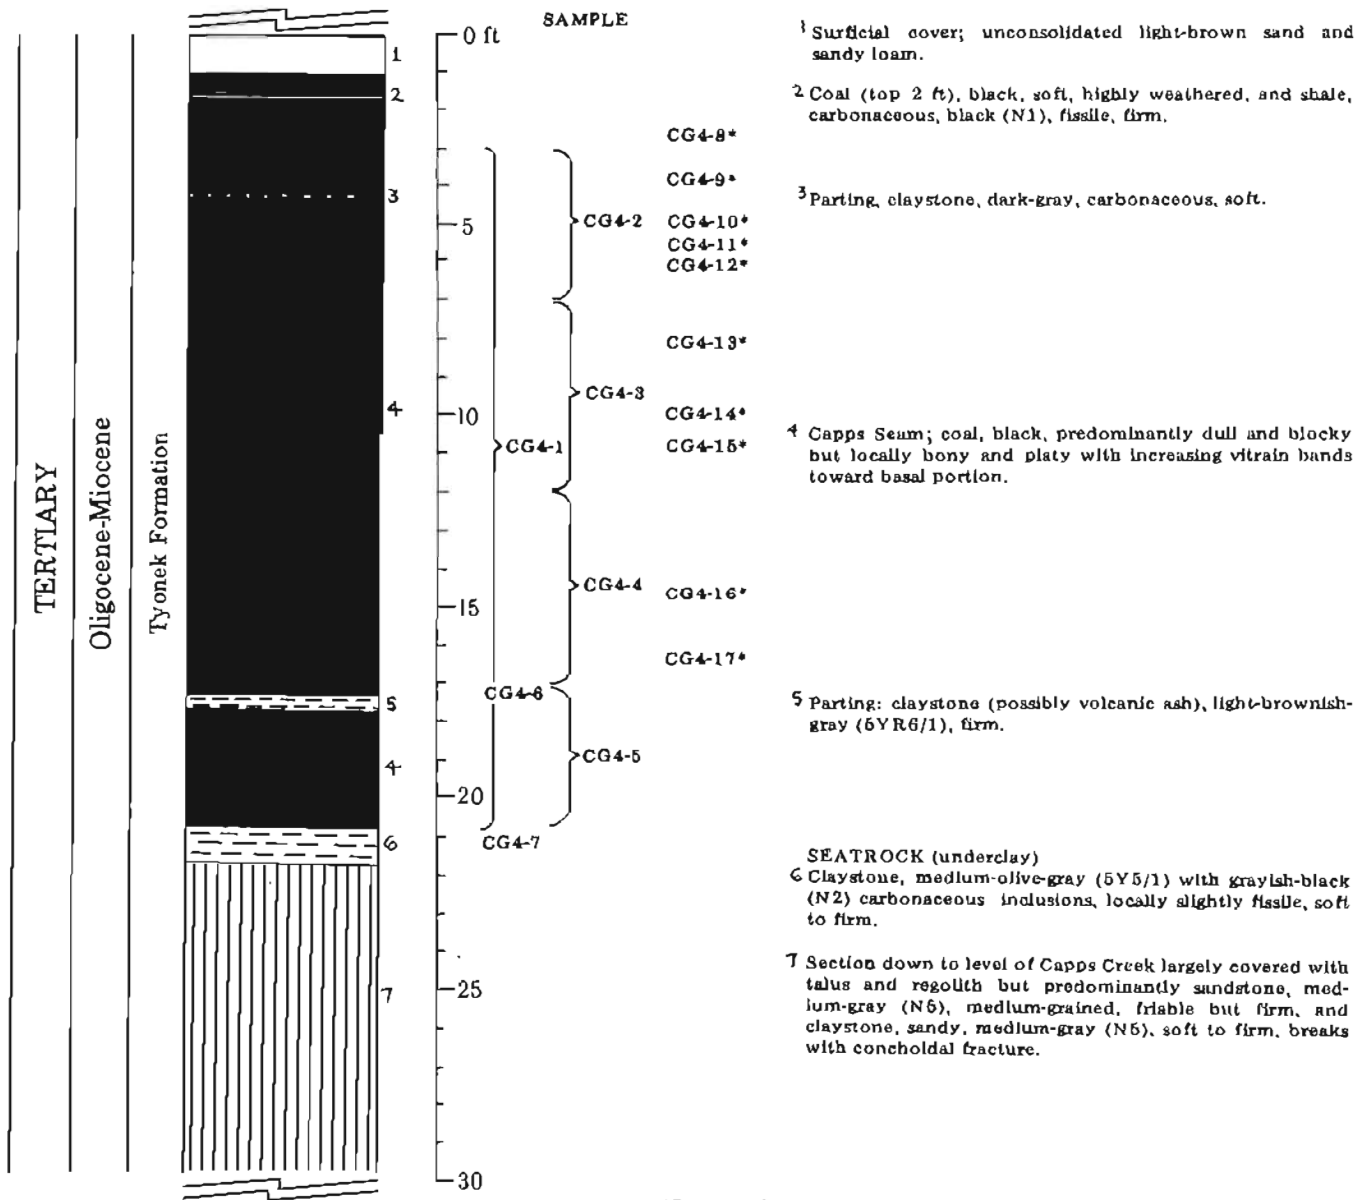 SAMPLE
0 ft
5
10
15
20
25
30
TERTIARY
Oligocene-Miocene
Tyonek Formation
1
2
3
4
5
4
6
7
CG4-1
CG4-2
CG4-3
CG4-4
CG4-6
CG4-5
CG4-7
CG4-8*
CG4-9*
CG4-10*
CG4-11*
CG4-12*
CG4-13*
CG4-14*
CG4-15*
CG4-16*
CG4-17*
1 Surficial cover; unconsolidated light-brown sand and
sandy loam.
2 Coal (top 2 ft), black, soft, highly weathered, and shale,
carbonaceous, black (N1), fissile, firm.
3 Parting, claystone, dark-gray, carbonaceous, soft.
4 Capps Seam; coal, black, predominantly dull and blocky
but locally bony and platy with increasing vitrain bands
toward basal portion.
5 Parting: claystone (possibly volcanic ash), light-brownish-
gray (5YR6/1), firm.
SEATROCK (underclay)
6 Claystone, medium-olive-gray (5Y5/1) with grayish-black
(N2) carbonaceous inclusions, locally slightly fissile, soft
to firm.
7 Section down to level of Capps Creek largely covered with
talus and regolith but predominantly sandstone, med-
ium-gray (N5), medium-grained, friable but firm, and
claystone, sandy, medium-gray (N5), soft to firm, breaks
with conchoidal fracture.